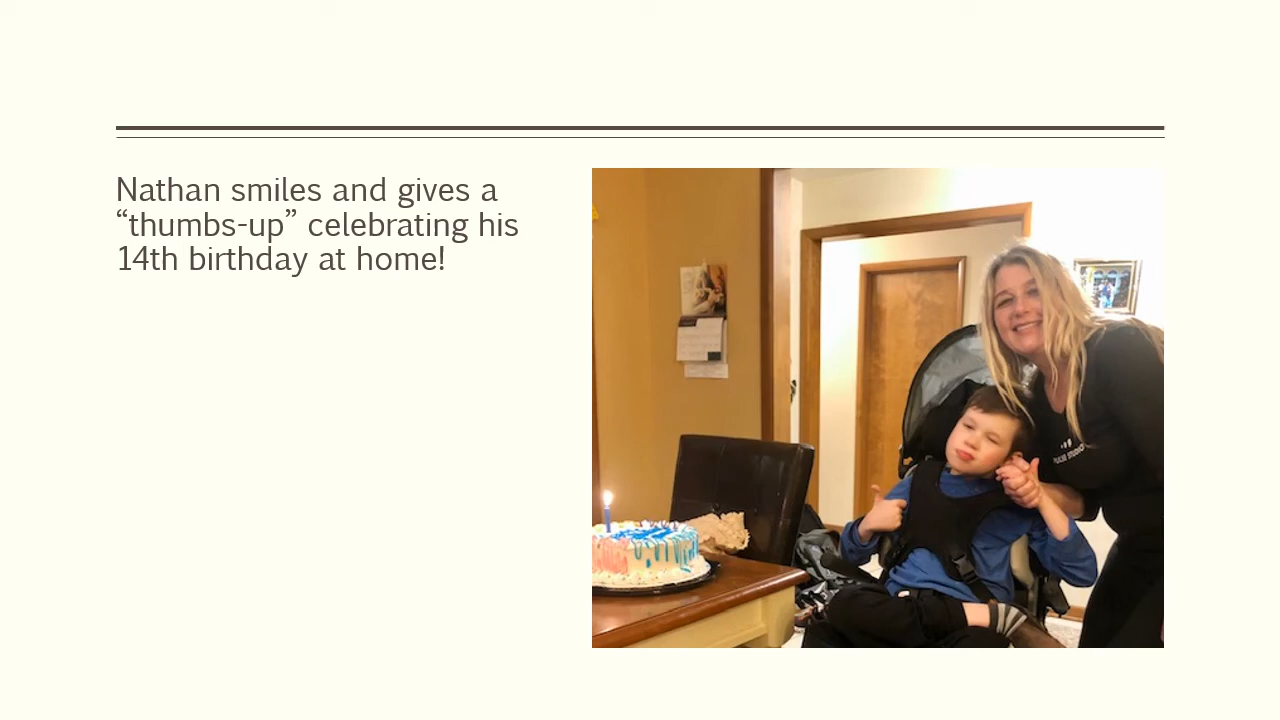 Nathan smiles and gives a
“thumbs-up” celebrating his
14th birthday at home!